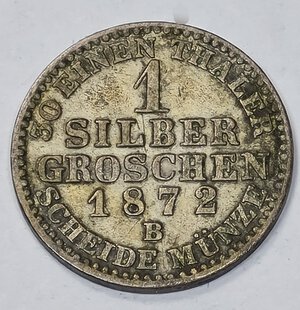 30 EINEN THALER
1
SILBER
GROSCHEN
1872
B
SCHEIDE MÜNZE